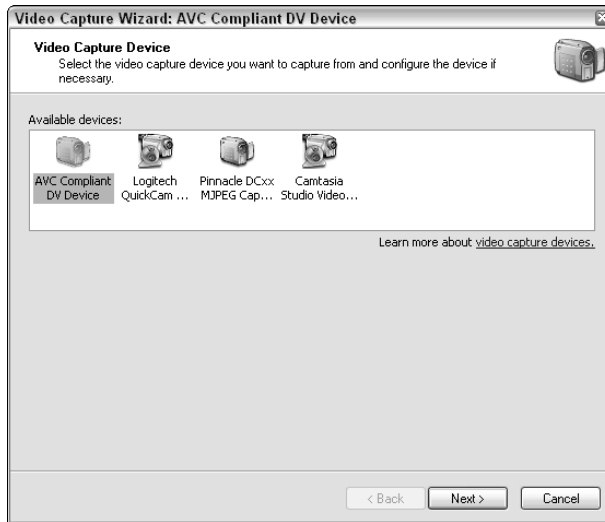 Video Capture Wizard: AVC Compliant DV Device
Video Capture Device
Select the video capture device you want to capture from and configure the device if
necessary.
Available devices:
AVC Compliant
DV Device
Logitech
QuickCam ...
Pinnacle DCxx
MJPEG Cap...
Camtasia
Studio Video...
Learn more about video capture devices.
< Back
Next >
Cancel